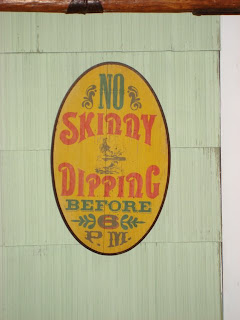 NO
SKINNY
DIPPING
BEFORE
6
P.M.